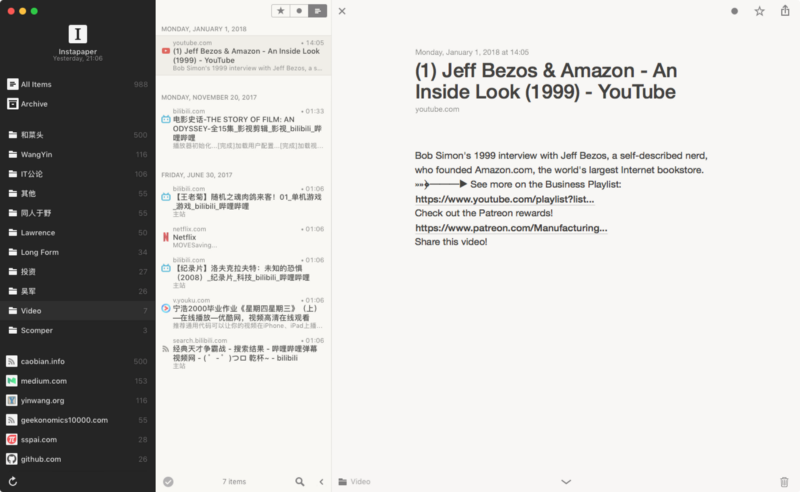 Instapaper
Yesterday, 21:06
All Items 988
Archive
和菜头 500
WangYin 116
IT公论 106
其他 55
同人于野 55
Lawrence 50
Long Form 34
投资 27
吴军 27
Video 7
Scomper 3
caobian.info 500
medium.com 153
yinwang.org 116
geekonomics10000.com 55
sspai.com 28
github.com 26
MONDAY, JANUARY 1, 2018
youtube.com • 14:05
(1) Jeff Bezos & Amazon - An
Inside Look (1999) - YouTube
Bob Simon's 1999 interview with Jeff Bezos, a s...
MONDAY, NOVEMBER 20, 2017
bilibili.com • 01:33
电影史话-THE STORY OF FILM: AN
ODYSSEY-全15集_影视剪辑_影视_bilibili_哔
哩哔哩
播放器初始化...[完成]加载用户配置...[完成]加载视...
FRIDAY, JUNE 30, 2017
bilibili.com • 01:06
【王老菊】随机之魂肉鸽来客！01_单机游戏
_游戏_bilibili_哔哩哔哩
主站
netflix.com • 01:06
Netflix
MOVESaving...
bilibili.com • 01:06
【纪录片】洛夫克拉夫特：未知的恐惧
（2008）_纪录片_科技_bilibili_哔哩哔哩
v.youku.com • 01:06
宁浩2000毕业作业《星期四星期三》（上）
—在线播放—优酷网，视频高清在线观看
推荐通用代码可以让你的视频在iPhone、iPad上播...
search.bilibili.com • 01:06
经典天才争霸战 - 搜索结果 - 哔哩哔哩弹幕
视频网 - ( ゜- ゜)つロ 乾杯~ - bilibili
主站
7 items
Monday, January 1, 2018 at 14:05
(1) Jeff Bezos & Amazon - An
Inside Look (1999) - YouTube
youtube.com
Bob Simon's 1999 interview with Jeff Bezos, a self-described nerd,
who founded Amazon.com, the world's largest Internet bookstore.
»»————► See more on the Business Playlist:
https://www.youtube.com/playlist?list...
Check out the Patreon rewards!
https://www.patreon.com/Manufacturing...
Share this video!
Video